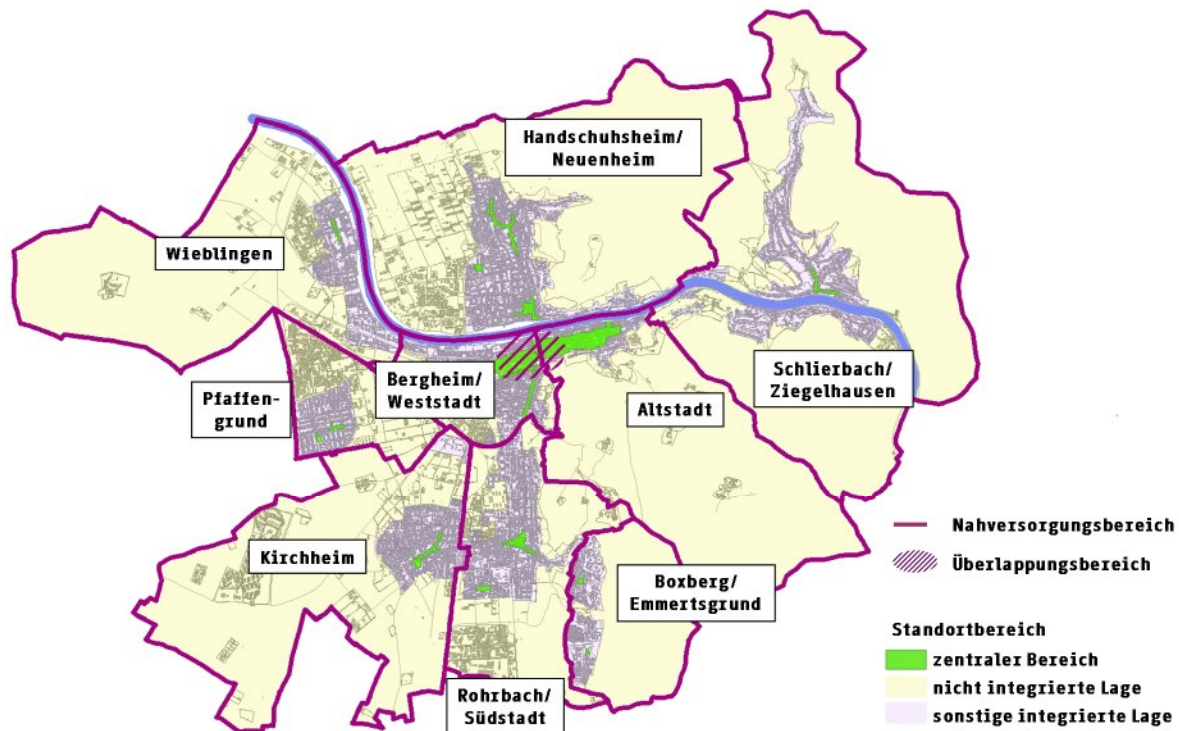 Handschuhsheim/
Neuenheim
Wieblingen
Pfaffen-
grund
Bergheim/
Weststadt
Altstadt
Schlierbach/
Ziegelhausen
Kirchheim
Boxberg/
Emmertsgrund
Rohrbach/
Südstadt
Nahversorgungsbereich
Überlappungsbereich
Standortbereich
zentraler Bereich
nicht integrierte Lage
sonstige integrierte Lage